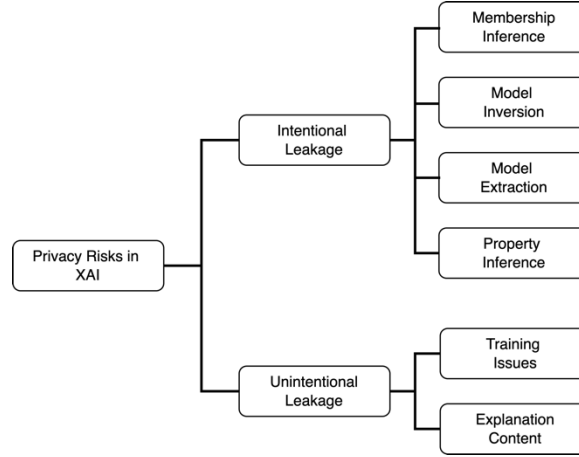 Membership
Inference
Model
Inversion
Intentional
Leakage
Model
Extraction
Privacy Risks in
XAI
Property
Inference
Training
Issues
Unintentional
Leakage
Explanation
Content